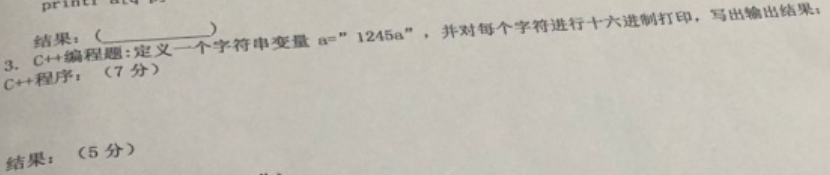 结果：（__________）
3. C++编程题:定义一个字符串变量 a=”1245a”，并对每个字符进行十六进制打印，写出输出结果：
C++程序：（7 分）
结果：（5 分）